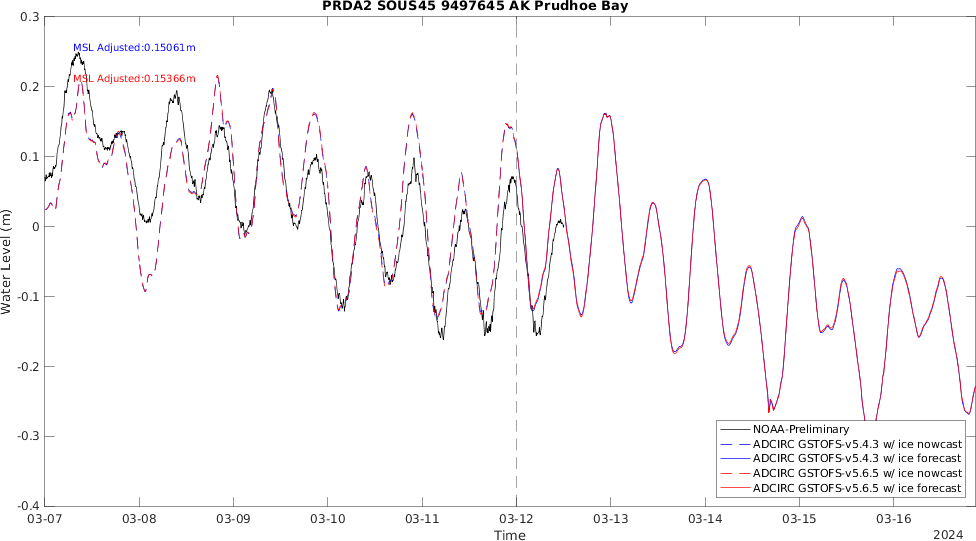 PRDA2 SOUS45 9497645 AK Prudhoe Bay
MSL Adjusted:0.15061m
MSL Adjusted:0.15366m
0.3
0.2
0.1
0
-0.1
-0.2
-0.3
-0.4
Water Level (m)
NOAA-Preliminary
ADCIRC GSTOFS-v5.4.3 w/ ice nowcast
ADCIRC GSTOFS-v5.4.3 w/ ice forecast
ADCIRC GSTOFS-v5.6.5 w/ ice nowcast
ADCIRC GSTOFS-v5.6.5 w/ ice forecast
03-07 03-08 03-09 03-10 03-11 03-12 03-13 03-14 03-15 03-16
Time
2024